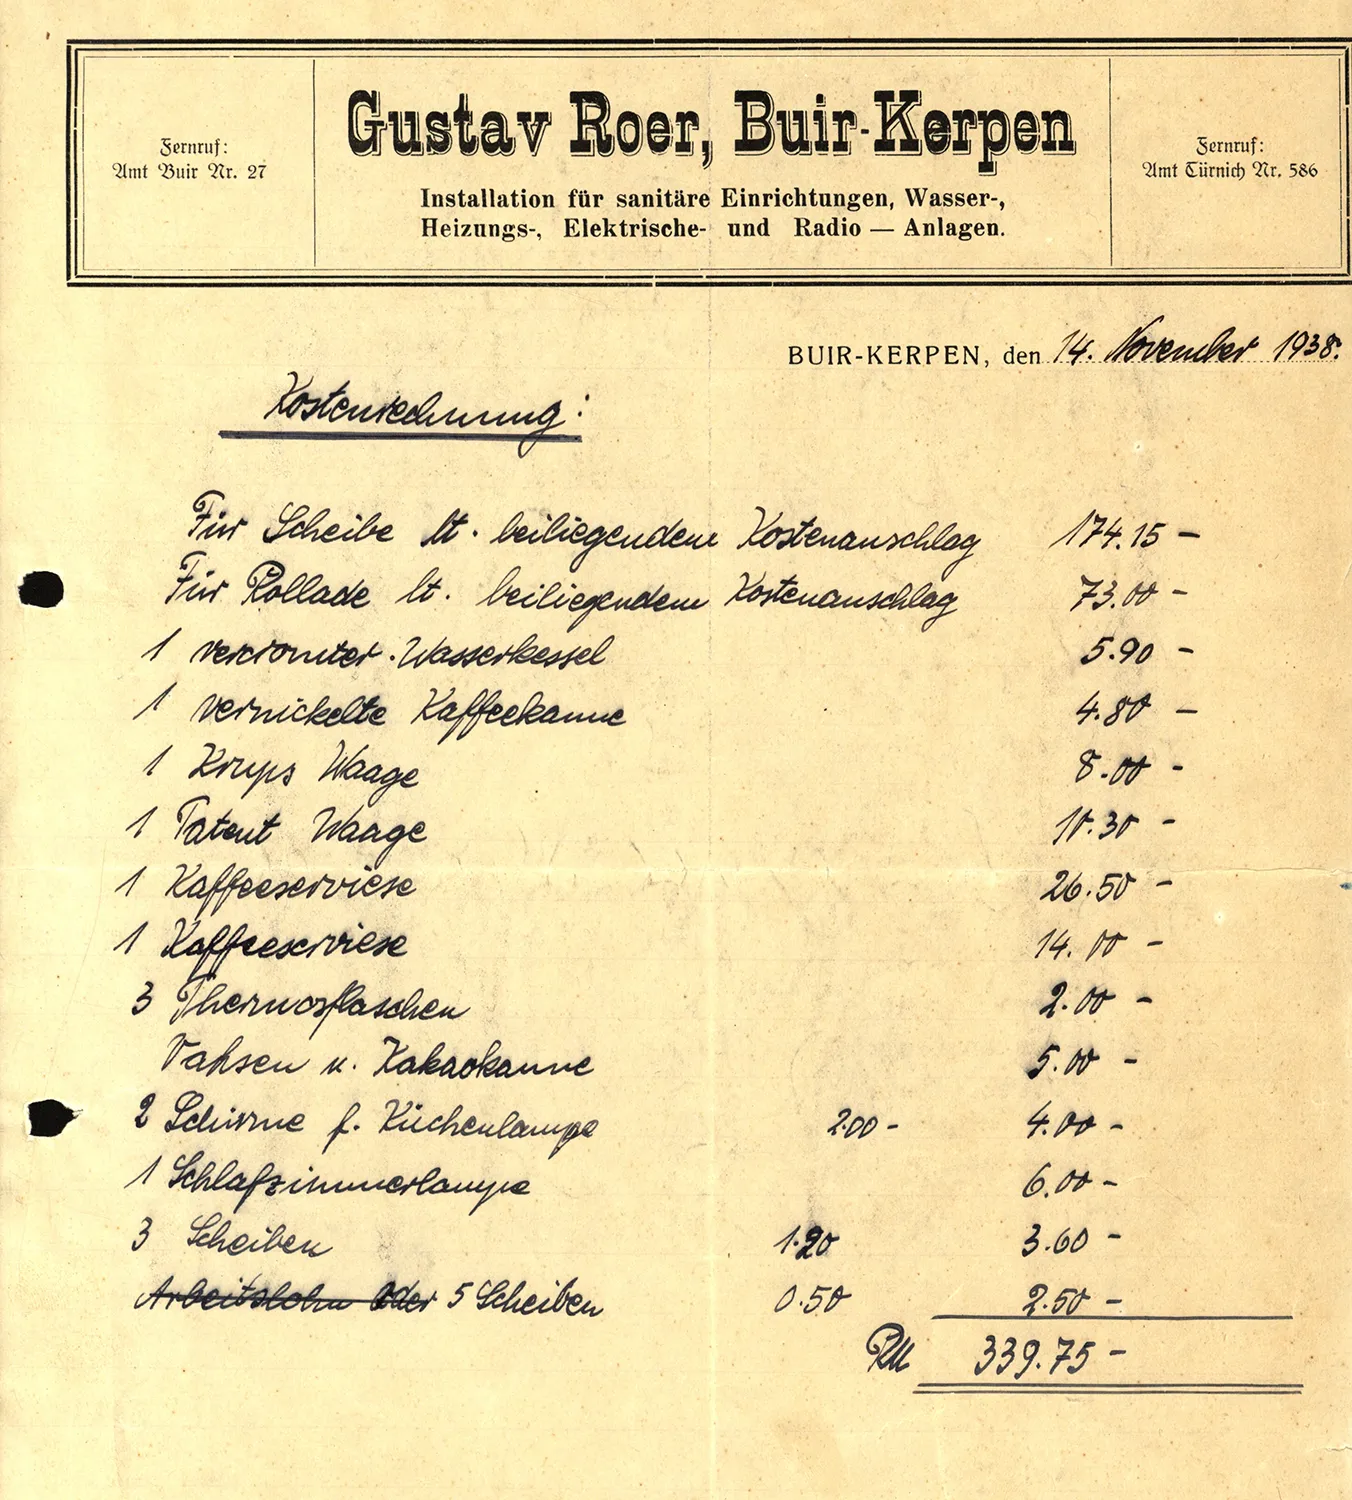 Fernruf:
Amt Buir Nr. 27
Gustav Roer, Buir-Kerpen
Installation für sanitäre Einrichtungen, Wasser-,
Heizungs-, Elektrische- und Radio — Anlagen.
Fernruf:
Amt Türnich Nr. 586
BUIR-KERPEN, den 14. November 1938.
Kostenrechnung:
Für Scheibe lt. beiliegendem Kostenanschlag 174.15 –
Für Rollade lt. beiliegendem Kostenanschlag 73.00 –
1 vercromter Wasserkessel 5.90 –
1 vernickelte Kaffeekanne 4.80 –
1 Krups Waage 8.00 –
1 Patent Waage 10.30 –
1 Kaffeeserviese 26.50 –
1 Kaffeeserviese 14.00 –
3 Thermosflaschen 2.00 –
Vahsen u. Kakaokanne 5.00 –
2 Schirme f. Küchenlampe 2.00 – 4.00 –
1 Schlafzimmerlampe 6.00 –
3 Scheiben 1.20 3.60 –
Arbeitslohn oder 5 Scheiben 0.50 2.50 –
RM 339.75 –